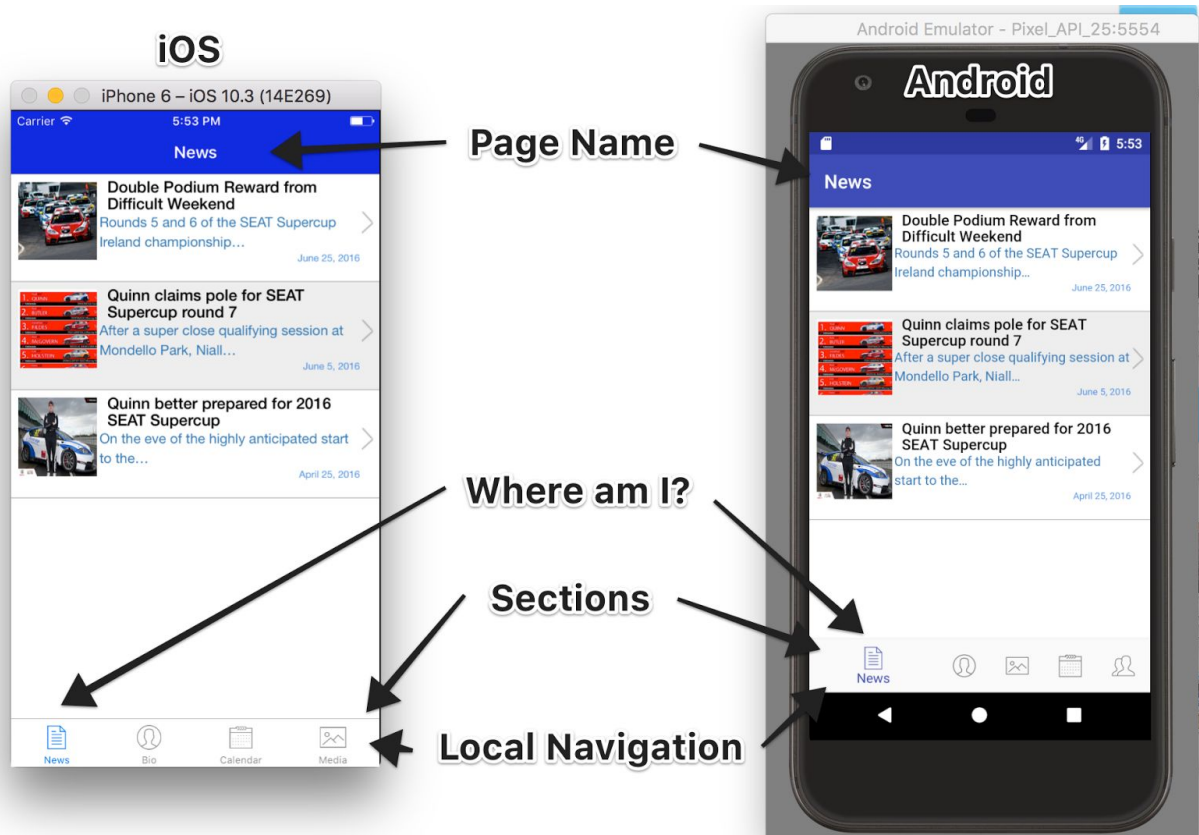 iOS
Android Emulator - Pixel_API_25:5554
Android
iPhone 6 – iOS 10.3 (14E269)
Carrier
5:53 PM
News
Double Podium Reward from
Difficult Weekend
Rounds 5 and 6 of the SEAT Supercup
Ireland championship…
June 25, 2016
Quinn claims pole for SEAT
Supercup round 7
After a super close qualifying session at
Mondello Park, Niall…
June 5, 2016
Quinn better prepared for 2016
SEAT Supercup
On the eve of the highly anticipated start
to the…
April 25, 2016
News
Bio
Calendar
Media
Page Name
Where am I?
Sections
Local Navigation
4G
5:53
News
Double Podium Reward from
Difficult Weekend
Rounds 5 and 6 of the SEAT Supercup
Ireland championship…
June 25, 2016
Quinn claims pole for SEAT
Supercup round 7
After a super close qualifying session at
Mondello Park, Niall…
June 5, 2016
Quinn better prepared for 2016
SEAT Supercup
On the eve of the highly anticipated
start to the…
April 25, 2016
News